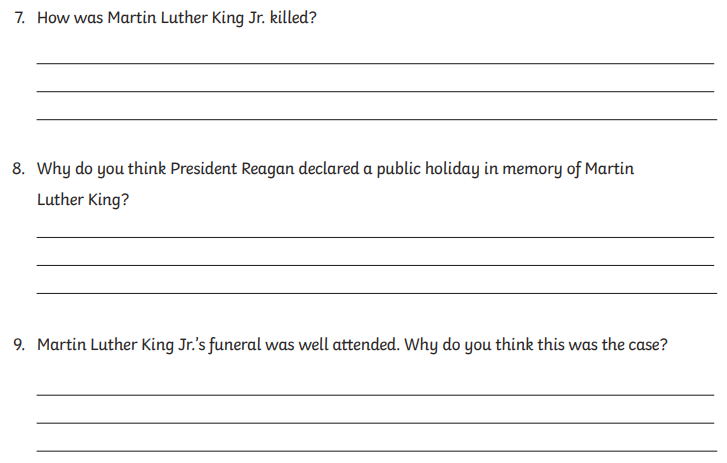 7. How was Martin Luther King Jr. killed?
8. Why do you think President Reagan declared a public holiday in memory of Martin
Luther King?
9. Martin Luther King Jr.'s funeral was well attended. Why do you think this was the case?